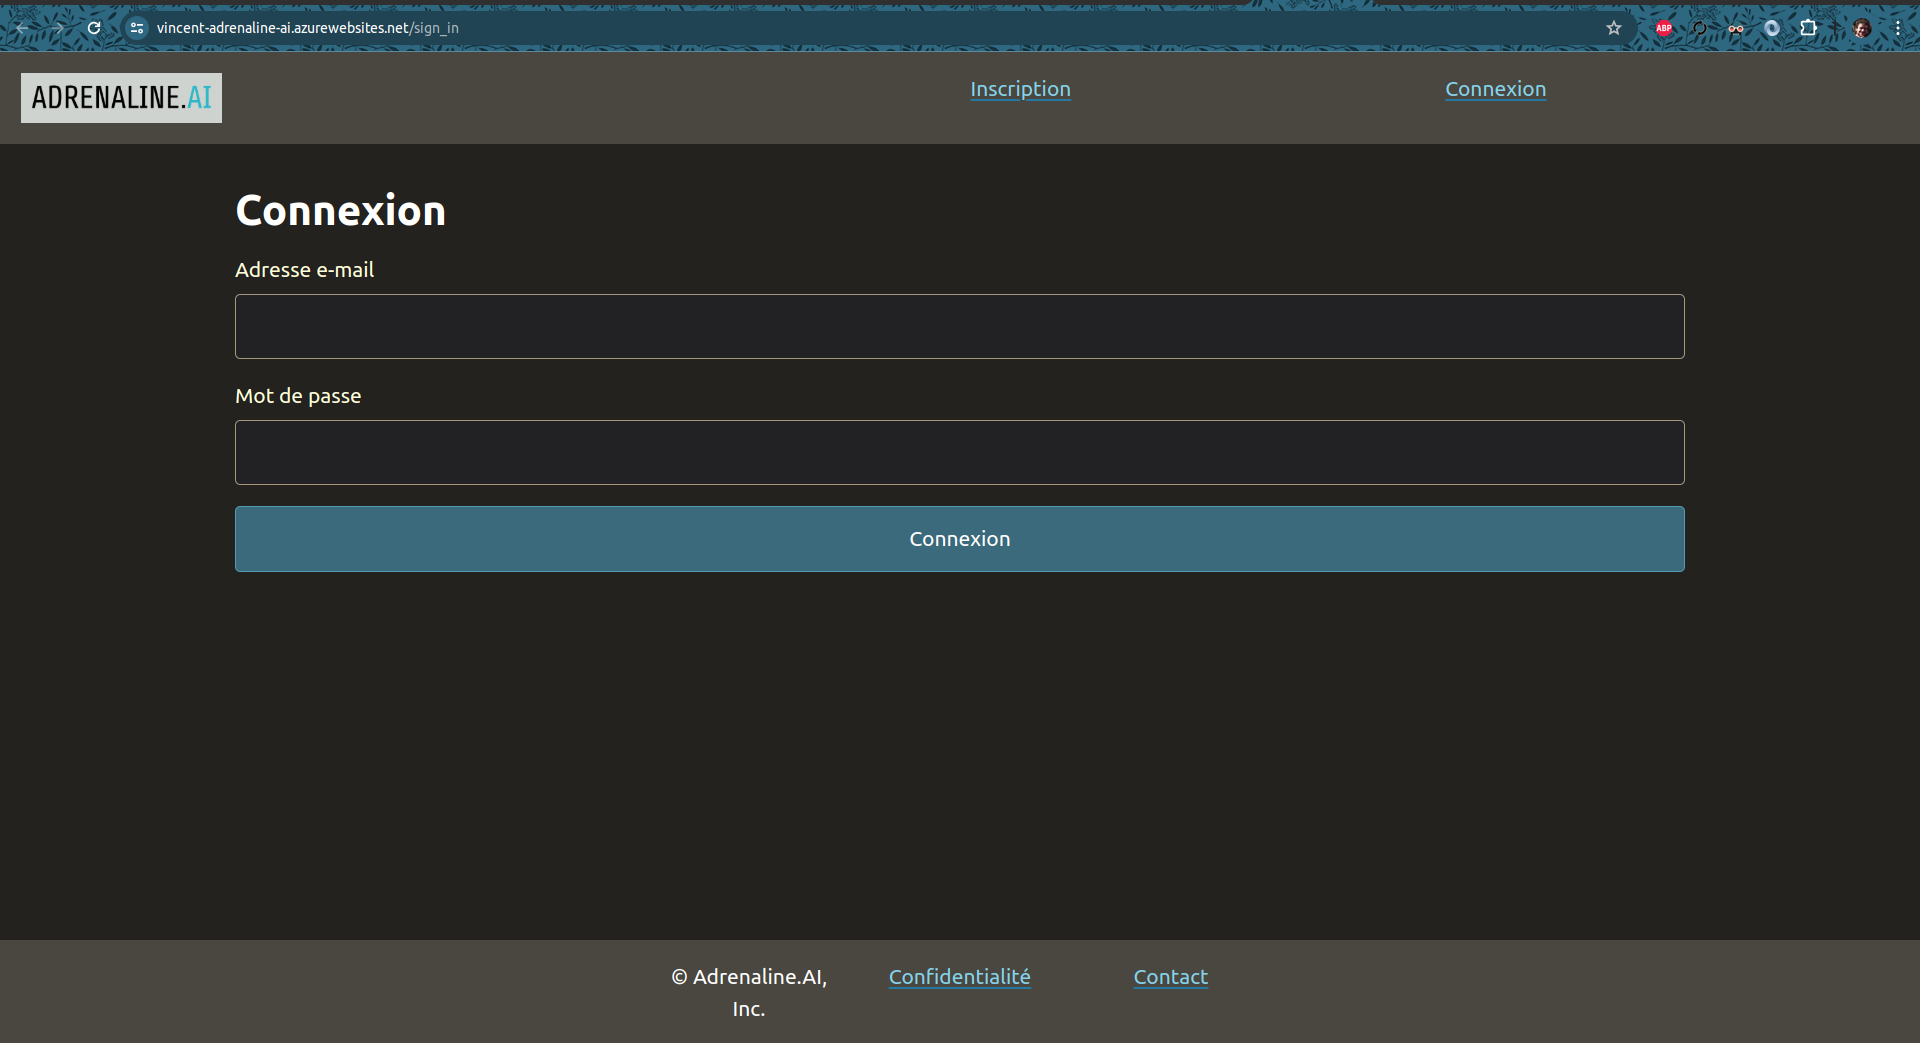 vincent-adrenaline-ai.azurewebsites.net/sign_in
ABP
ADRENALINE.AI
Inscription
Connexion
Connexion
Adresse e-mail
Mot de passe
Connexion
© Adrenaline.AI,
Inc.
Confidentialité
Contact